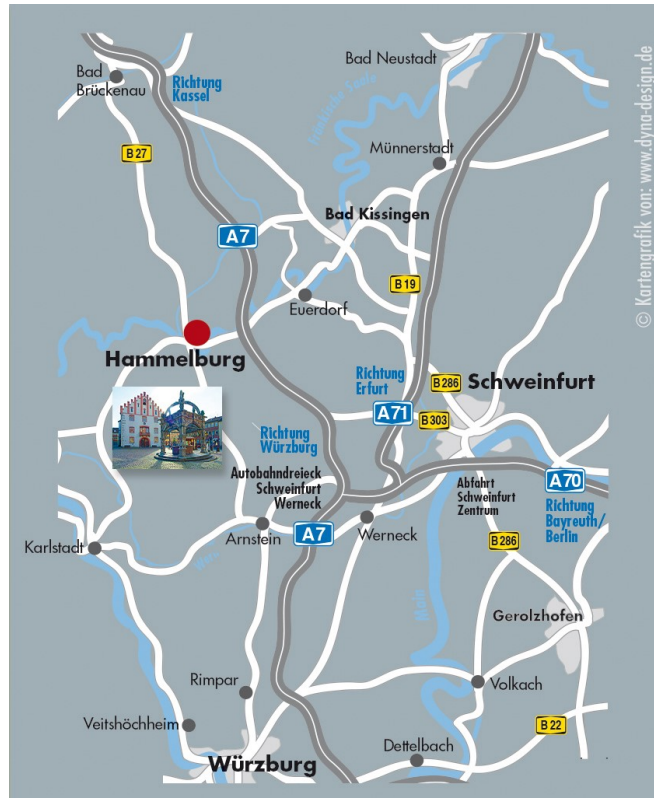 Bad Neustadt
Bad
Brückenau
Richtung
Kassel
Fränkische Saale
B 27
Münnerstadt
Bad Kissingen
A7
B 19
Euerdorf
Hammelburg
Richtung
Erfurt
B 286
Schweinfurt
A71
B 303
Richtung
Würzburg
Autobahndreieck
Schweinfurt
Werneck
Abfahrt
Schweinfurt
Zentrum
A70
Richtung
Bayreuth/
Berlin
Karlstadt
Arnstein
A7
Werneck
B 286
Main
Gerolzhofen
Rimpar
Volkach
Veitshöchheim
B 22
Dettelbach
Würzburg
© Kartengrafik von: www.dyna-design.de